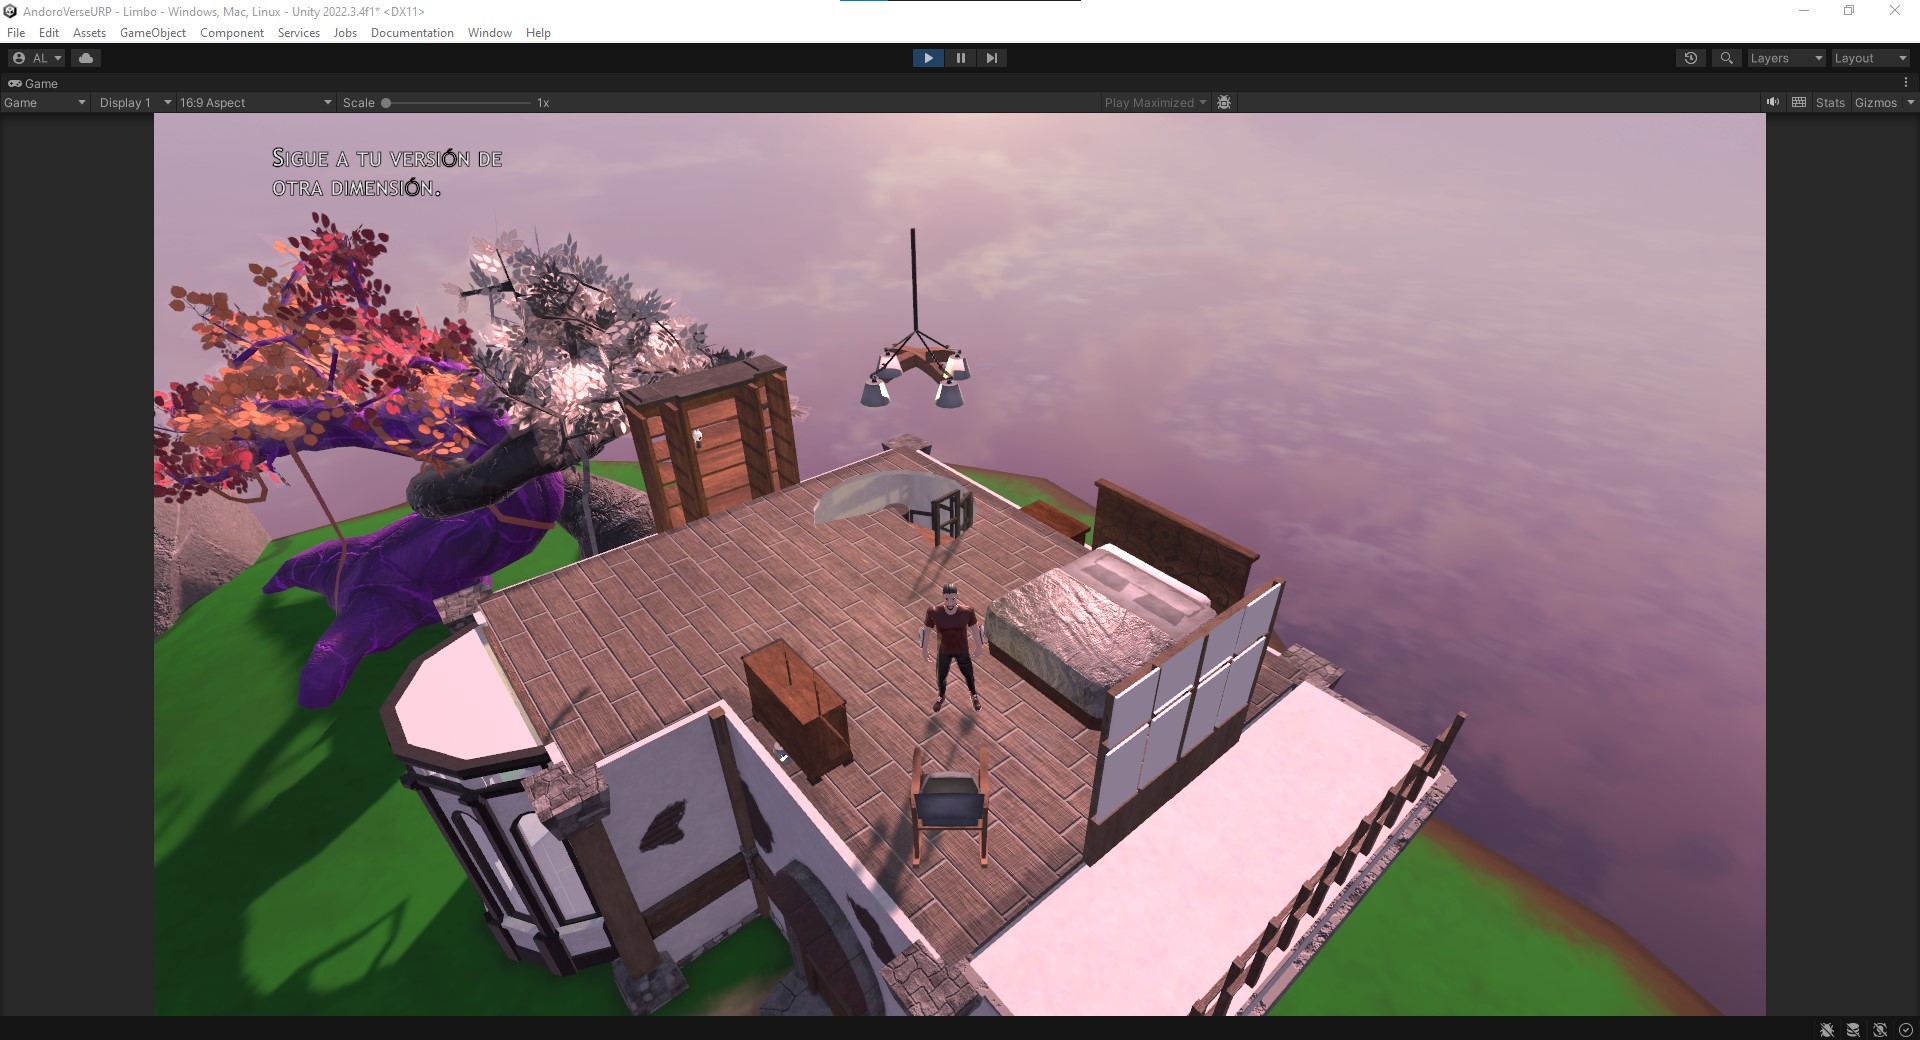 AndoroVerseURP - Limbo - Windows, Mac, Linux - Unity 2022.3.4f1* <DX11>
File Edit Assets GameObject Component Services Jobs Documentation Window Help
AL Layers Layout
Game
Game Display 1 16:9 Aspect Scale 1x Play Maximized Stats Gizmos
SIGUE A TU VERSIÓN DE
OTRA DIMENSIÓN.